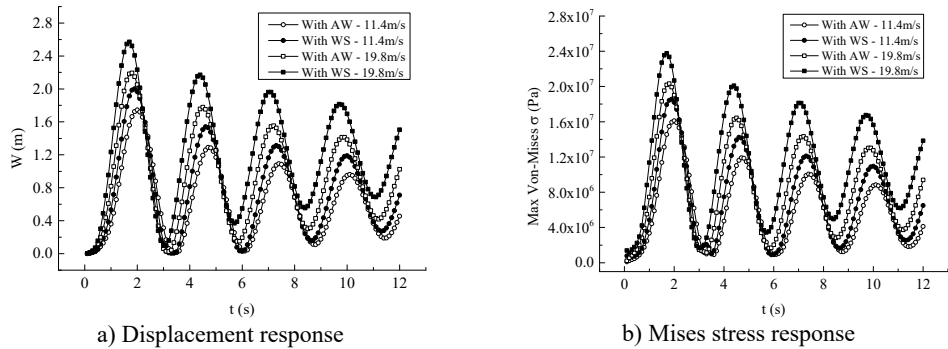 2.8
2.4
2.0
1.6
1.2
0.8
0.4
0.0
W (m)
With AW - 11.4m/s
With WS - 11.4m/s
With AW - 19.8m/s
With WS - 19.8m/s
0 2 4 6 8 10 12
t (s)
a) Displacement response
2.8x10⁷
2.4x10⁷
2.0x10⁷
1.6x10⁷
1.2x10⁷
8.0x10⁶
4.0x10⁶
0.0
Max Von-Mises σ (Pa)
With AW - 11.4m/s
With WS - 11.4m/s
With AW - 19.8m/s
With WS - 19.8m/s
0 2 4 6 8 10 12
t (s)
b) Mises stress response